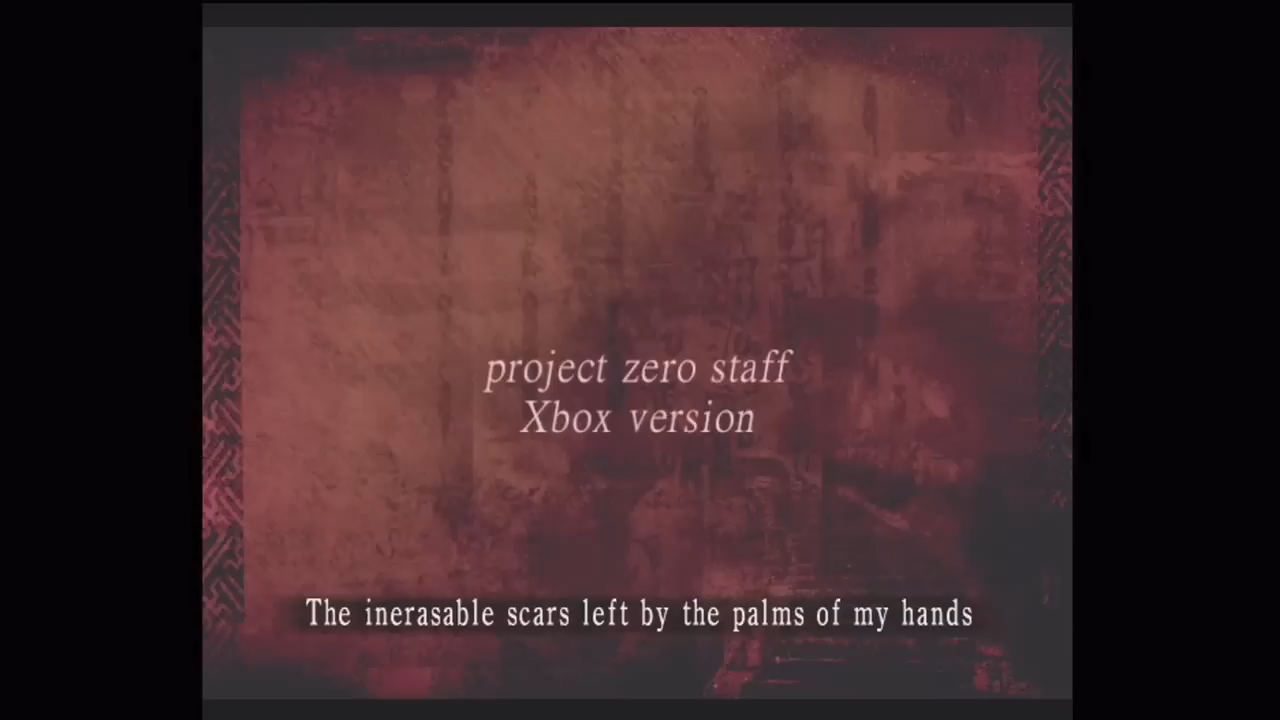 project zero staff
Xbox version
The inerasable scars left by the palms of my hands